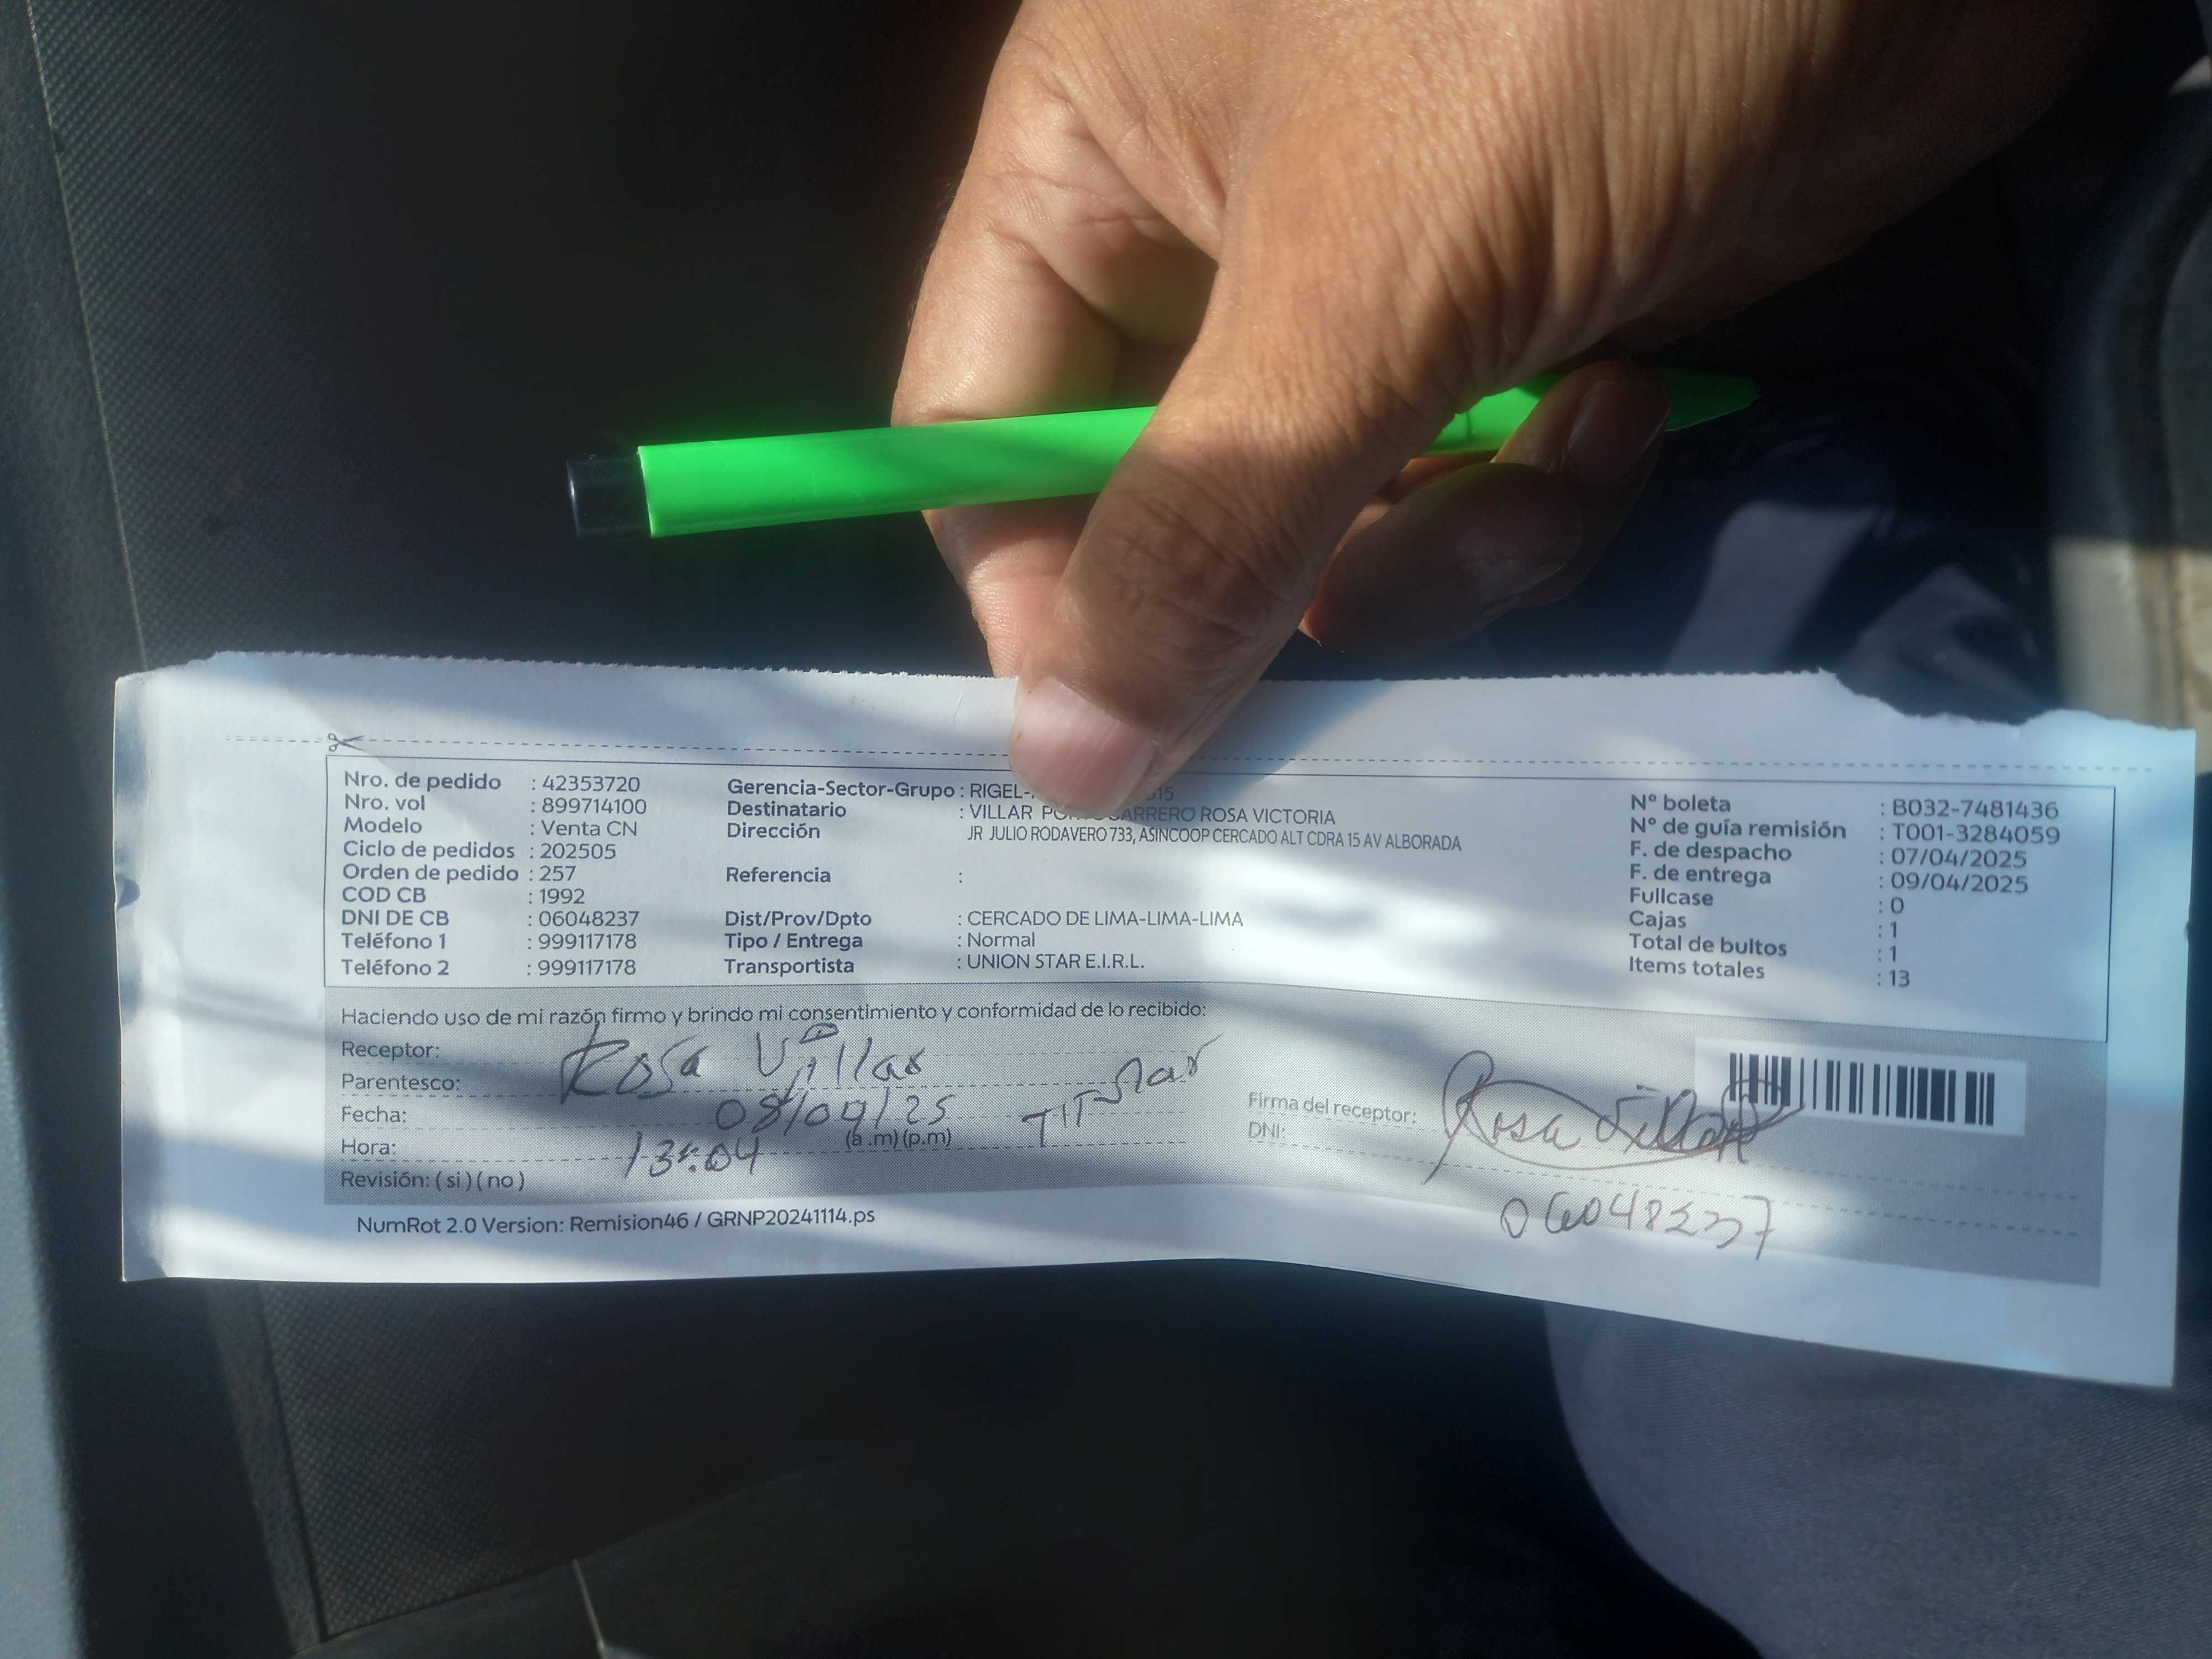 Nro. de pedido : 42353720
Nro. vol : 899714100
Modelo : Venta CN
Ciclo de pedidos : 202505
Orden de pedido : 257
COD CB : 1992
DNI DE CB : 06048237
Teléfono 1 : 999117178
Teléfono 2 : 999117178
Gerencia-Sector-Grupo : RIGEL-
Destinatario : VILLAR ROSA VICTORIA
Dirección JR JULIO RODAVERO 733, ASINCOOP CERCADO ALT CDRA 15 AV ALBORADA
Referencia :
Dist/Prov/Dpto : CERCADO DE LIMA-LIMA-LIMA
Tipo / Entrega : Normal
Transportista : UNION STAR E.I.R.L.
N° boleta : B032-7481436
N° de guía remisión : T001-3284059
F. de despacho : 07/04/2025
F. de entrega : 09/04/2025
Fullcase : 0
Cajas : 1
Total de bultos : 1
Items totales : 13
Haciendo uso de mi razón firmo y brindo mi consentimiento y conformidad de lo recibido:
Receptor: Rosa Villar
Parentesco: TITular
Fecha: 08/04/25
Hora: 13:04 (a .m) (p.m)
Revisión: ( si ) ( no )
Firma del receptor: Rosa Villar
DNI: 06048237
NumRot 2.0 Version: Remision46 / GRNP20241114.ps